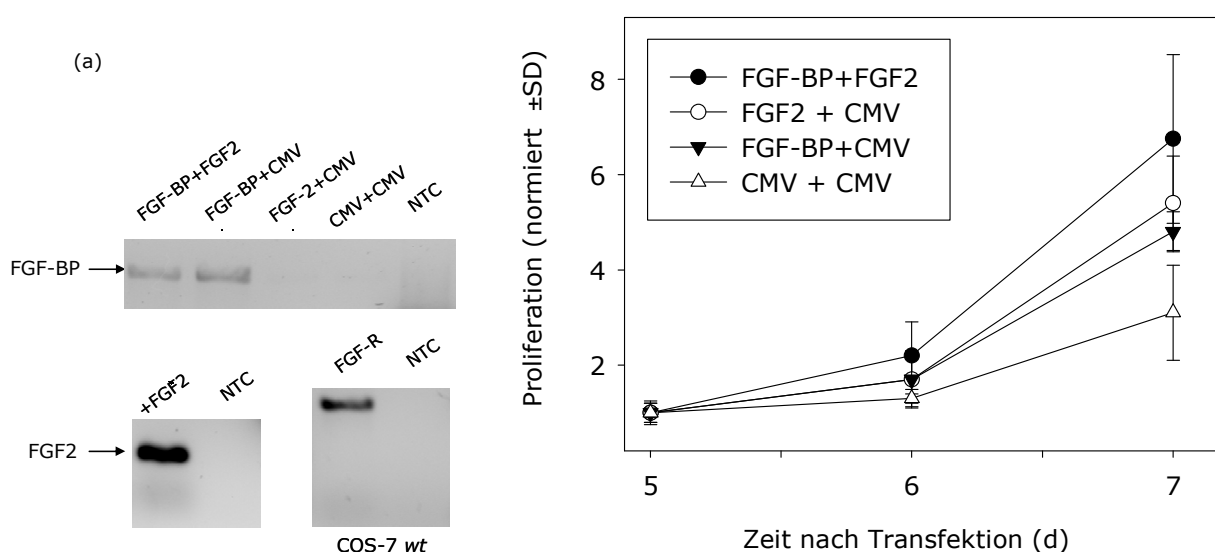 (a)
FGF-BP+FGF2
FGF-BP+CMV
FGF-2+CMV
CMV+CMV
NTC
FGF-BP
+FGF2
NTC
FGF2
FGF-R
NTC
COS-7 wt
Proliferation (normiert ±SD)
8
6
4
2
FGF-BP+FGF2
FGF2 + CMV
FGF-BP+CMV
CMV + CMV
5 6 7
Zeit nach Transfektion (d)